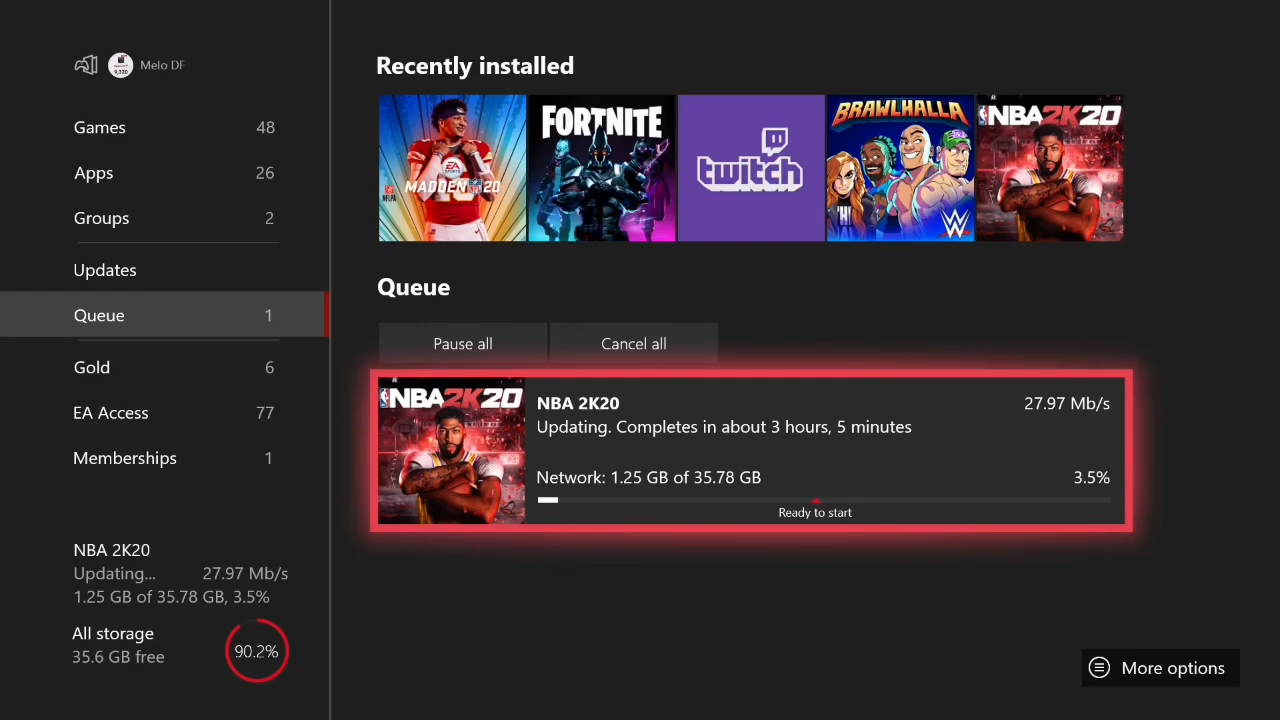 Melo DF
Games 48
Apps 26
Groups 2
Updates
Queue 1
Gold 6
EA Access 77
Memberships 1
NBA 2K20
Updating... 27.97 Mb/s
1.25 GB of 35.78 GB, 3.5%
All storage
35.6 GB free
90.2%
Recently installed
EA SPORTS
MADDEN NFL 20
NFLPA
FORTNITE
twitch
BRAWLHALLA
W
NBA2K20
Queue
Pause all Cancel all
NBA2K20
NBA 2K20 27.97 Mb/s
Updating. Completes in about 3 hours, 5 minutes
Network: 1.25 GB of 35.78 GB 3.5%
Ready to start
More options